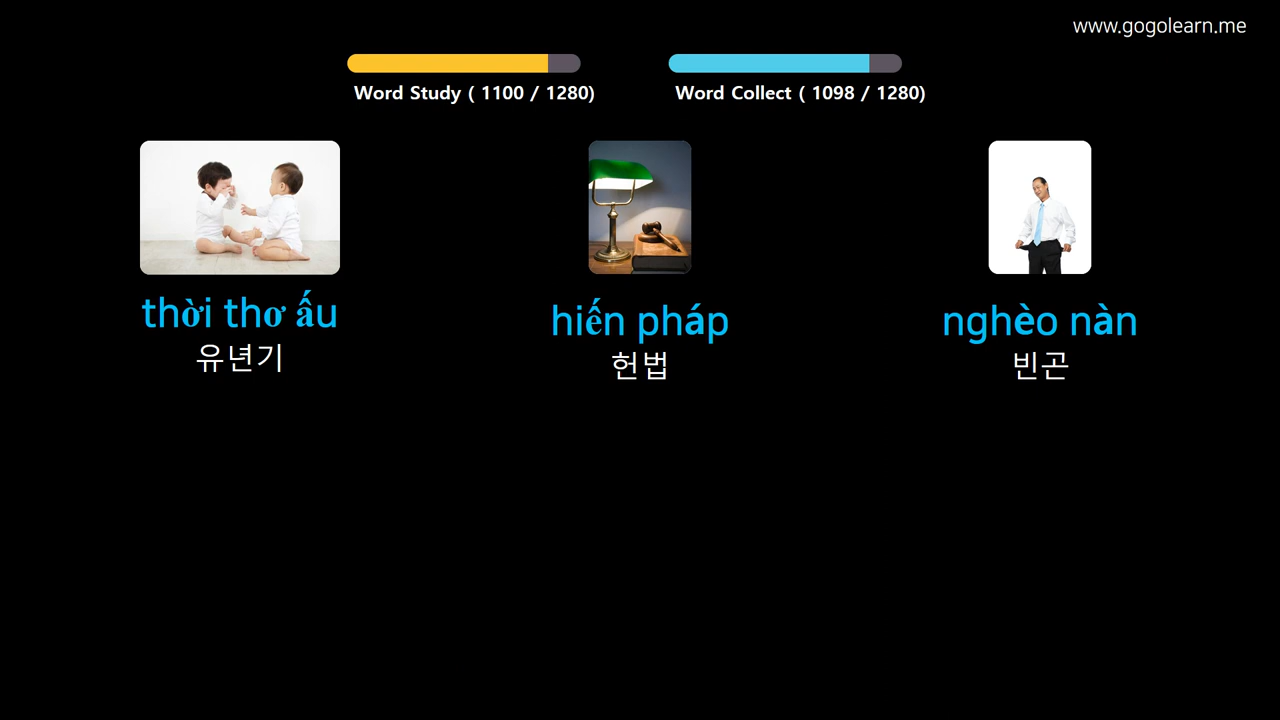 www.gogolearn.me
Word Study ( 1100 / 1280)
Word Collect ( 1098 / 1280)
thời thơ ấu
유년기
hiến pháp
헌법
nghèo nàn
빈곤